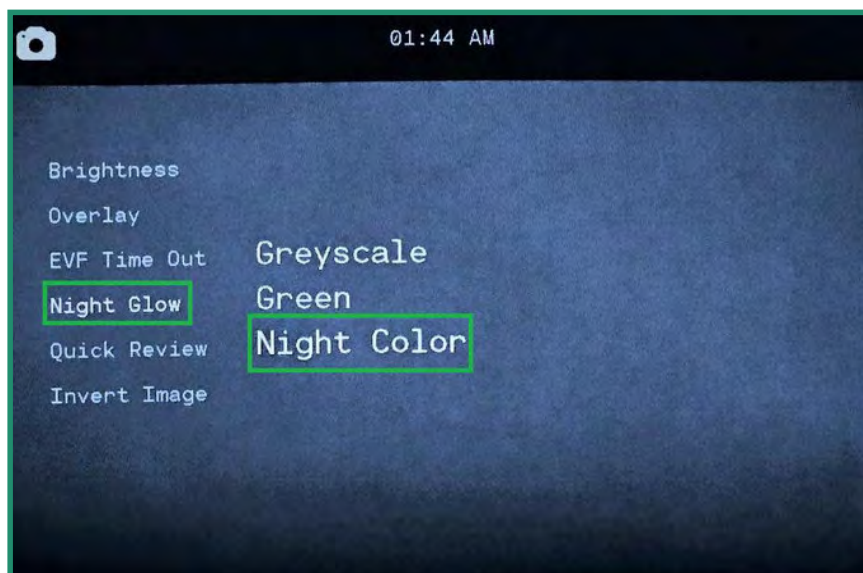 01:44 AM
Brightness
Overlay
EVF Time Out
Greyscale
Night Glow
Green
Quick Review
Night Color
Invert Image